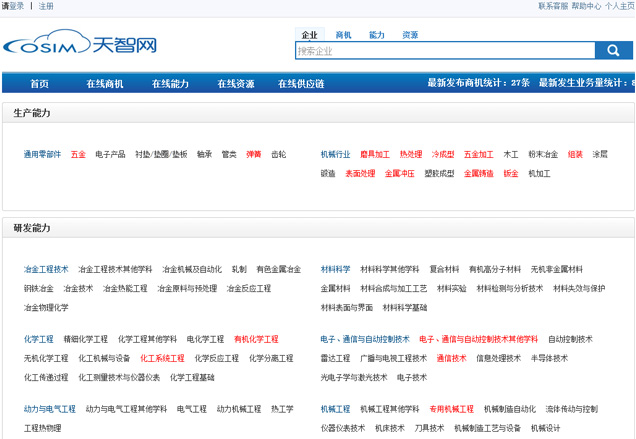 请登录 | 注册 联系客服 帮助中心 个人主页
COSIM 天智网
企业 商机 能力 资源
搜索企业
首页 在线商机 在线能力 在线资源 在线供应链 最新发布商机统计：27条 最新发生业务量统计：
生产能力
通用零部件 五金 电子产品 衬垫/垫圈/垫板 轴承 管类 弹簧 齿轮
机械行业 磨具加工 热处理 冷成型 五金加工 木工 粉末冶金 组装 涂层
锻造 表面处理 金属冲压 塑胶成型 金属铸造 钣金 机加工
研发能力
冶金工程技术 冶金工程技术其他学科 冶金机械及自动化 轧制 有色金属冶金
钢铁冶金 冶金技术 冶金热能工程 冶金原料与预处理 冶金反应工程
冶金物理化学
材料科学 材料科学其他学科 复合材料 有机高分子材料 无机非金属材料
金属材料 材料合成与加工工艺 材料实验 材料检测与分析技术 材料失效与保护
材料表面与界面 材料科学基础
化学工程 精细化学工程 化学工程其他学科 电化学工程 有机化学工程
无机化学工程 化工机械与设备 化工系统工程 化学反应工程 化学分离工程
化工传递过程 化工测量技术与仪器仪表 化学工程基础
电子、通信与自动控制技术 电子、通信与自动控制技术其他学科 自动控制技术
雷达工程 广播与电视工程技术 通信技术 信息处理技术 半导体技术
光电子学与激光技术 电子技术
动力与电气工程 动力与电气工程其他学科 电气工程 动力机械工程 热工学
工程热物理
机械工程 机械工程其他学科 专用机械工程 机械制造自动化 流体传动与控制
仪器仪表技术 机床技术 刀具技术 机械制造工艺与设备 机械设计